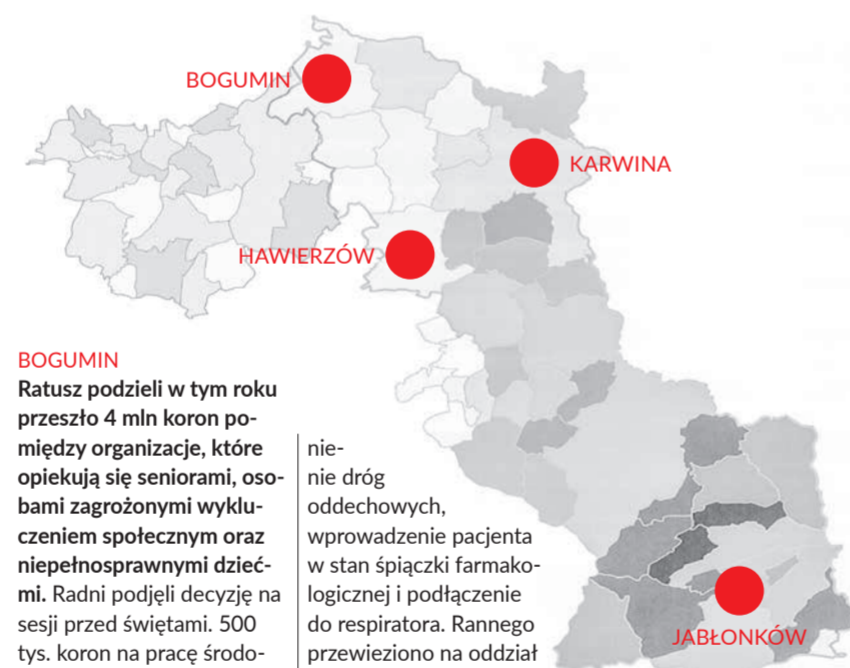 BOGUMIN
KARWINA
HAWIERZÓW
JABŁONKÓW
BOGUMIN
Ratusz podzieli w tym roku
przeszło 4 mln koron po-
między organizacje, które
opiekują się seniorami, oso-
bami zagrożonymi wyklu-
czeniem społecznym oraz
niepełnosprawnymi dzieć-
mi. Radni podjęli decyzję na
sesji przed świętami. 500
tys. koron na pracę środo-
nie-
nie dróg
oddechowych,
wprowadzenie pacjenta
w stan śpiączki farmako-
logicznej i podłączenie
do respiratora. Rannego
przewieziono na oddział